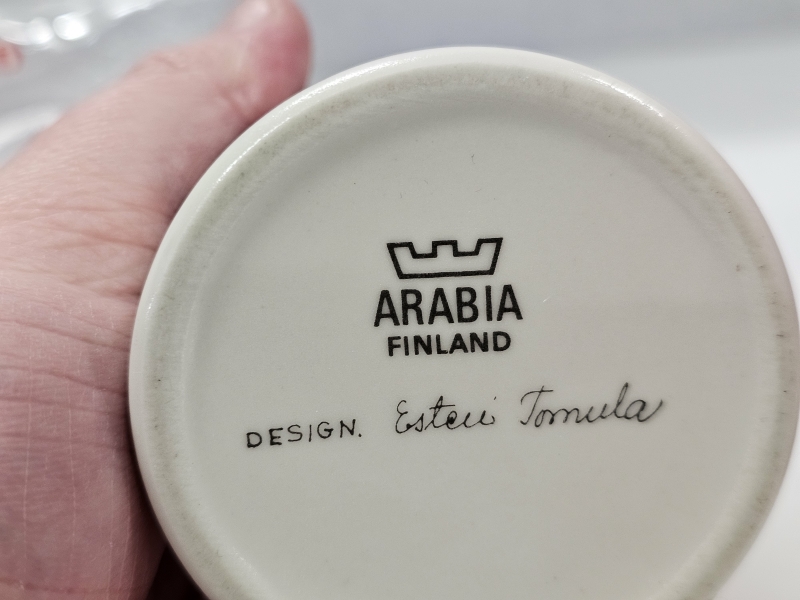 ARABIA
FINLAND
DESIGN. Esteri Tomula